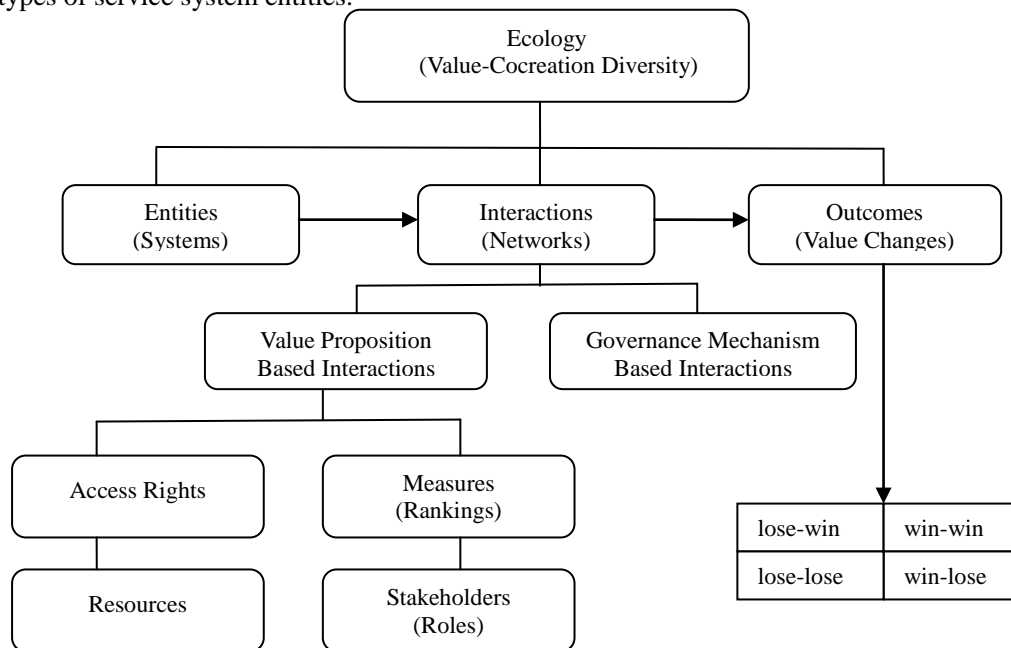 types of service system entities.
Ecology
(Value-Cocreation Diversity)
Entities
(Systems)
Interactions
(Networks)
Outcomes
(Value Changes)
Value Proposition
Based Interactions
Governance Mechanism
Based Interactions
Access Rights
Measures
(Rankings)
lose-win
win-win
lose-lose
win-lose
Resources
Stakeholders
(Roles)